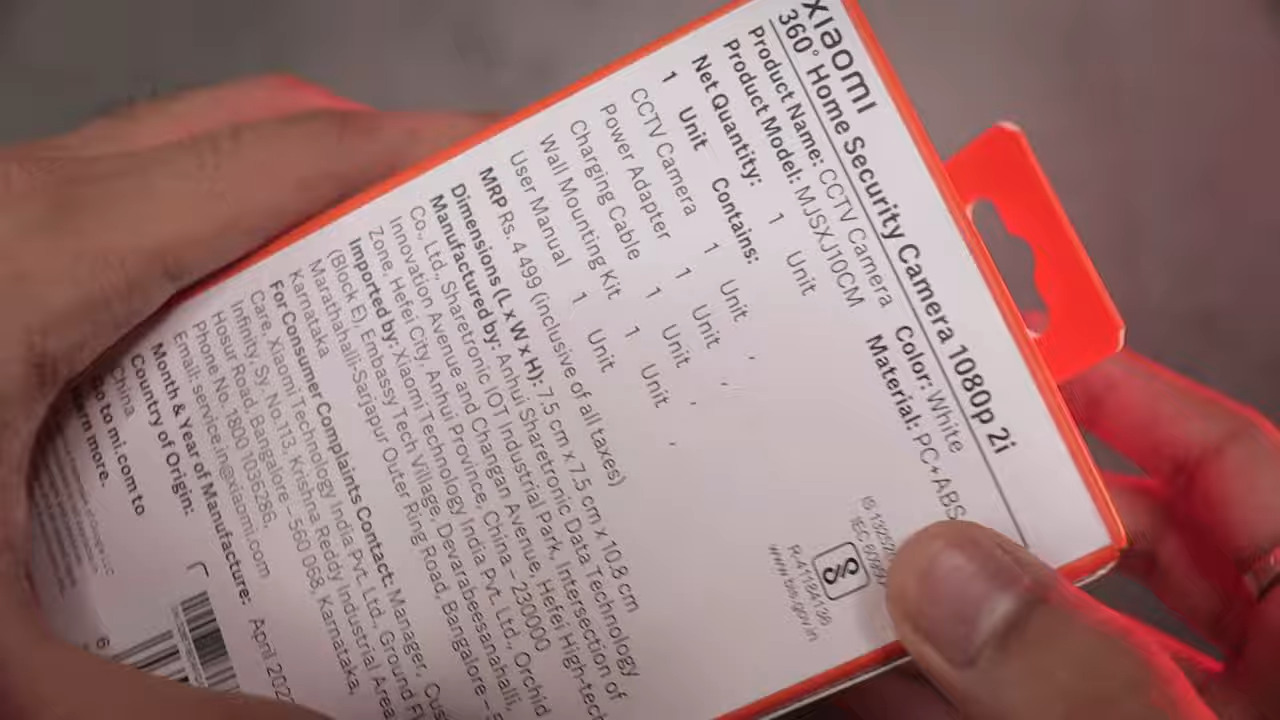 xiaomi
360° Home Security Camera 1080p 2i
Product Name: CCTV Camera Color: White
Product Model: MJSXJ10CM Material: PC+ABS
Net Quantity: 1 Unit
1 Unit Contains:
CCTV Camera 1 Unit,
Power Adapter 1 Unit,
Charging Cable 1 Unit,
Wall Mounting Kit 1 Unit,
User Manual 1 Unit
MRP Rs. 4 499 (inclusive of all taxes)
Dimensions (L x W x H): 7.5 cm x 7.5 cm x 10.8 cm
Manufactured by: Anhui Sharetronic Data Technology
Co., Ltd., Sharetronic IOT Industrial Park, Intersection of
Innovation Avenue and Changan Avenue, Hefei High-tech
Zone, Hefei City, Anhui Province, China – 230000
Imported by: Xiaomi Technology India Pvt. Ltd., Orchid
(Block E), Embassy Tech Village, Devarabeesanahalli,
Marathahalli-Sarjapur Outer Ring Road, Bangalore –
Karnataka
For Consumer Complaints Contact: Manager,
Care, Xiaomi Technology India Pvt. Ltd., Ground
Infinity, Sy. No.113, Krishna Reddy Industrial Area
Hosur Road, Bangalore – 560 068, Karnataka,
Phone No. 1800 1036286,
Email: service.in@xiaomi.com
Month & Year of Manufacture: April
Country of Origin:
China
Go to mi.com to
learn more.
IS 13252
IEC 60950
R-41184139
www.bis.gov.in
6